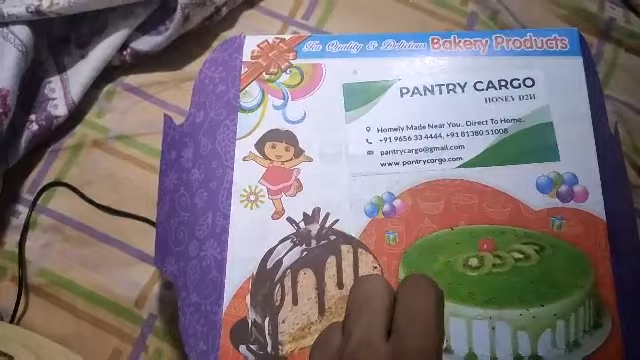 For Quality & Delicious Bakery Products
PANTRY CARGO
HONEY D2H
Homely Made Near You.. Direct To Home..
+91 9656 33 4444, +91 81380 51008
pantrycargo@gmail.com
www.pantrycargo.com